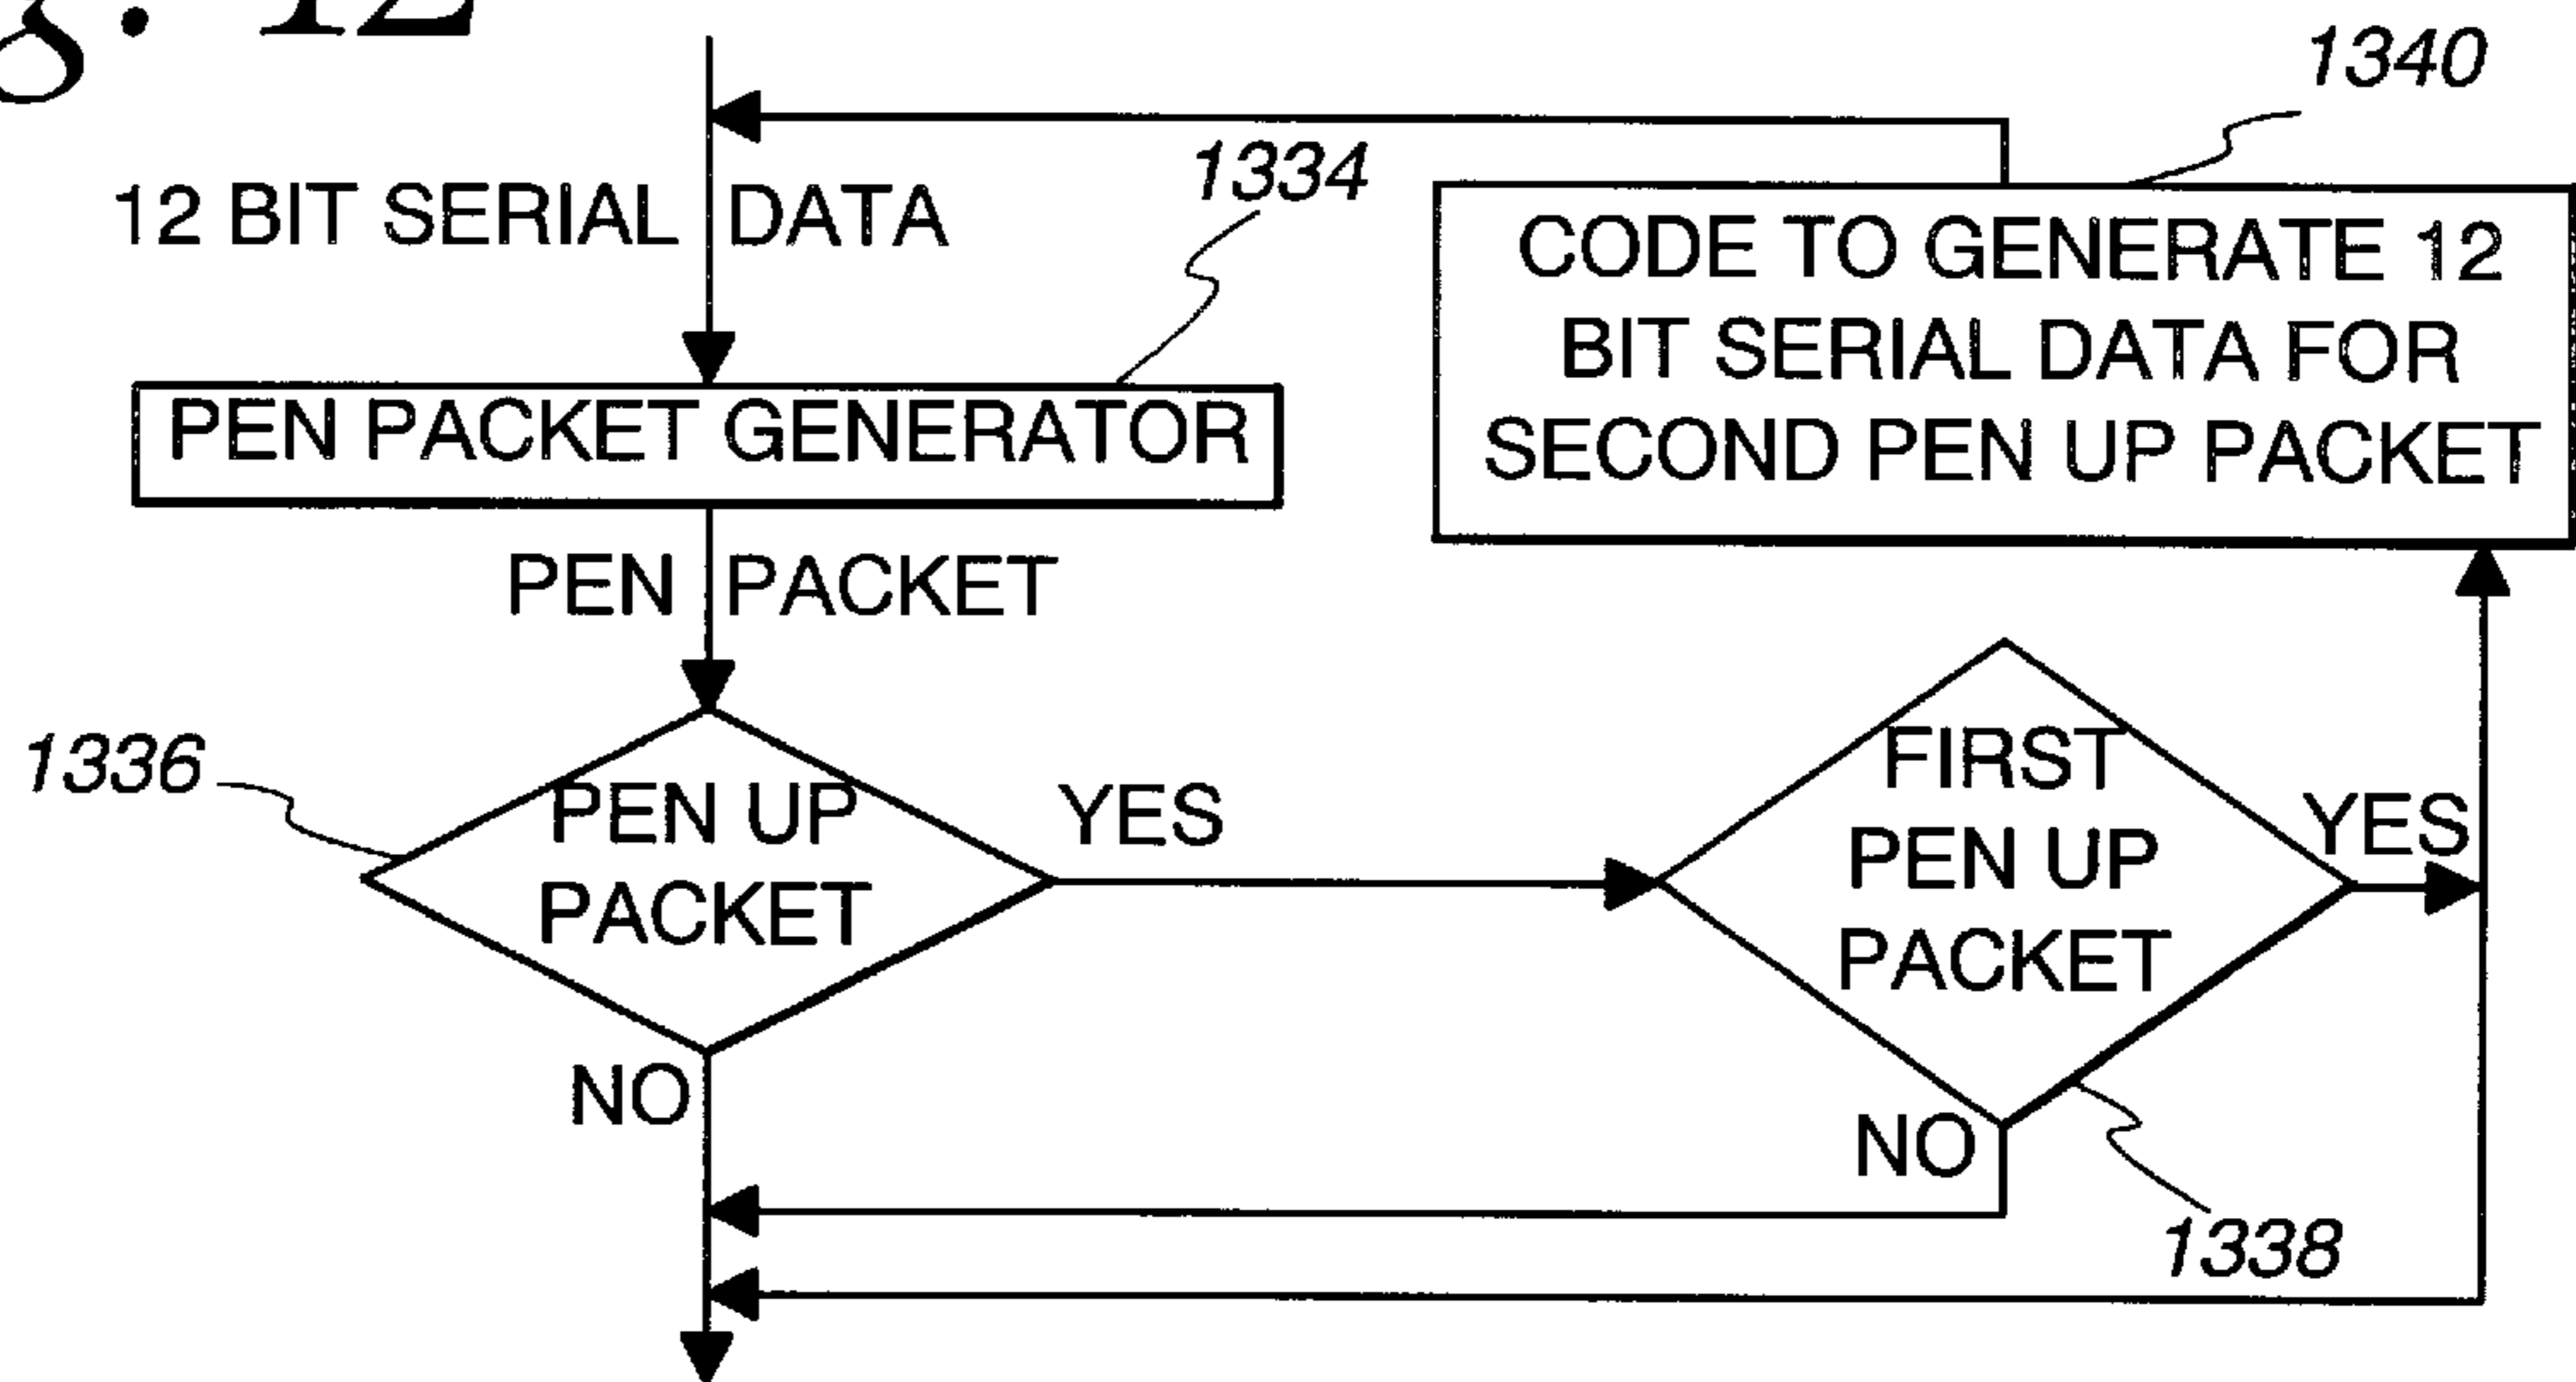 g. 12
1340
1334
12 BIT SERIAL DATA
CODE TO GENERATE 12
BIT SERIAL DATA FOR
SECOND PEN UP PACKET
PEN PACKET GENERATOR
PEN PACKET
1336
PEN UP
PACKET
YES
FIRST
PEN UP
PACKET
YES
NO
NO
1338